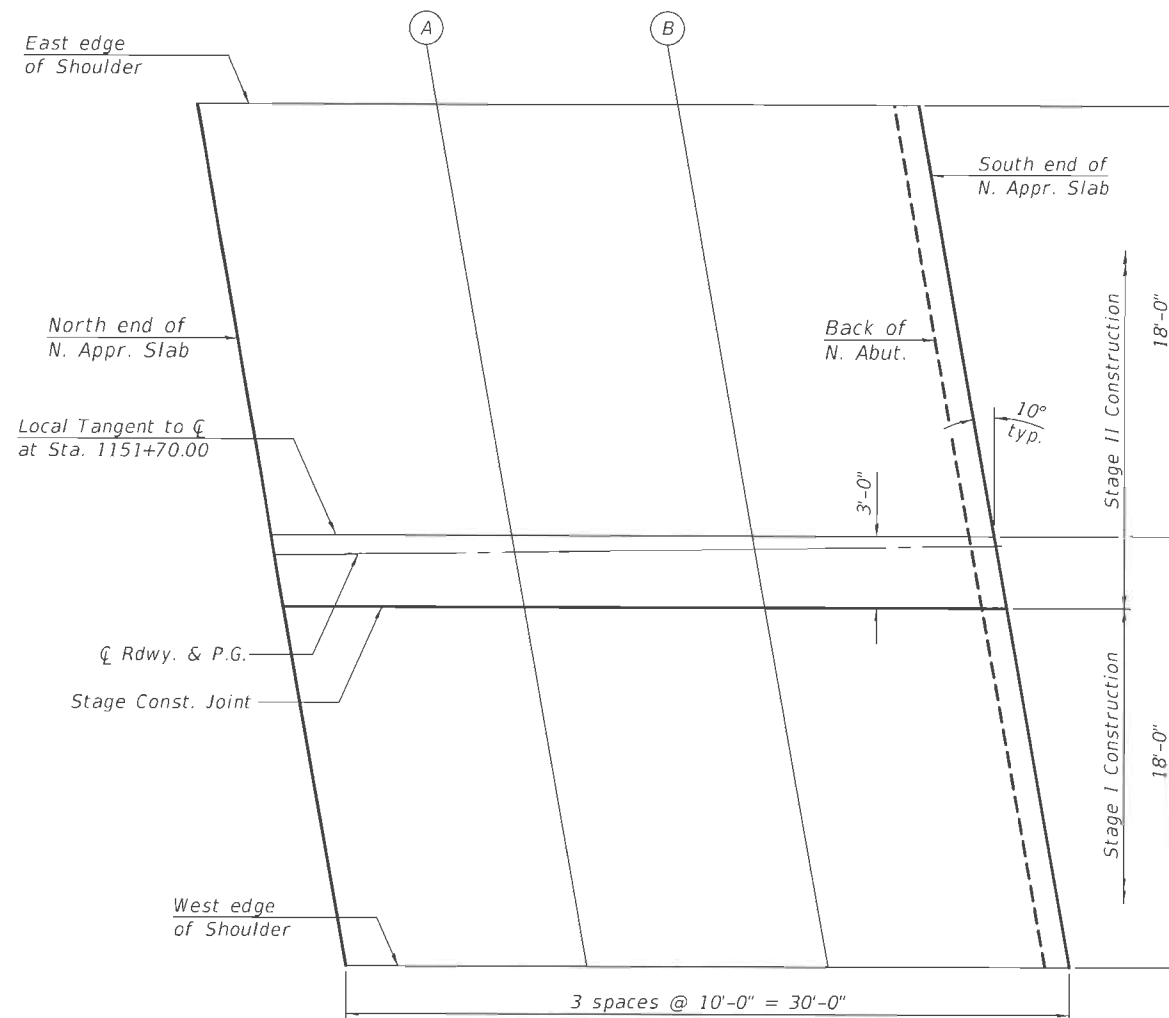 A
B
East edge
of Shoulder
South end of
N. Appr. Slab
North end of
N. Appr. Slab
Back of
N. Abut.
10°
typ.
Stage II Construction
18'-0"
Local Tangent to ℄
at Sta. 1151+70.00
3'-0"
℄ Rdwy. & P.G.
Stage Const. Joint
Stage I Construction
18'-0"
West edge
of Shoulder
3 spaces @ 10'-0" = 30'-0"